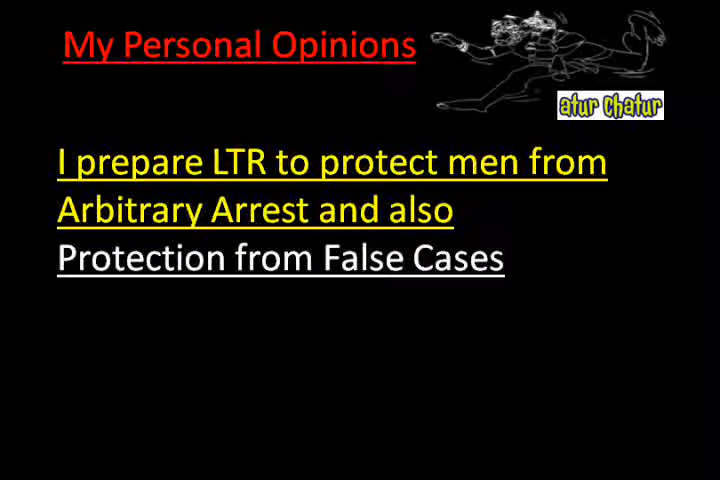 My Personal Opinions
atur chatur
I prepare LTR to protect men from
Arbitrary Arrest and also
Protection from False Cases